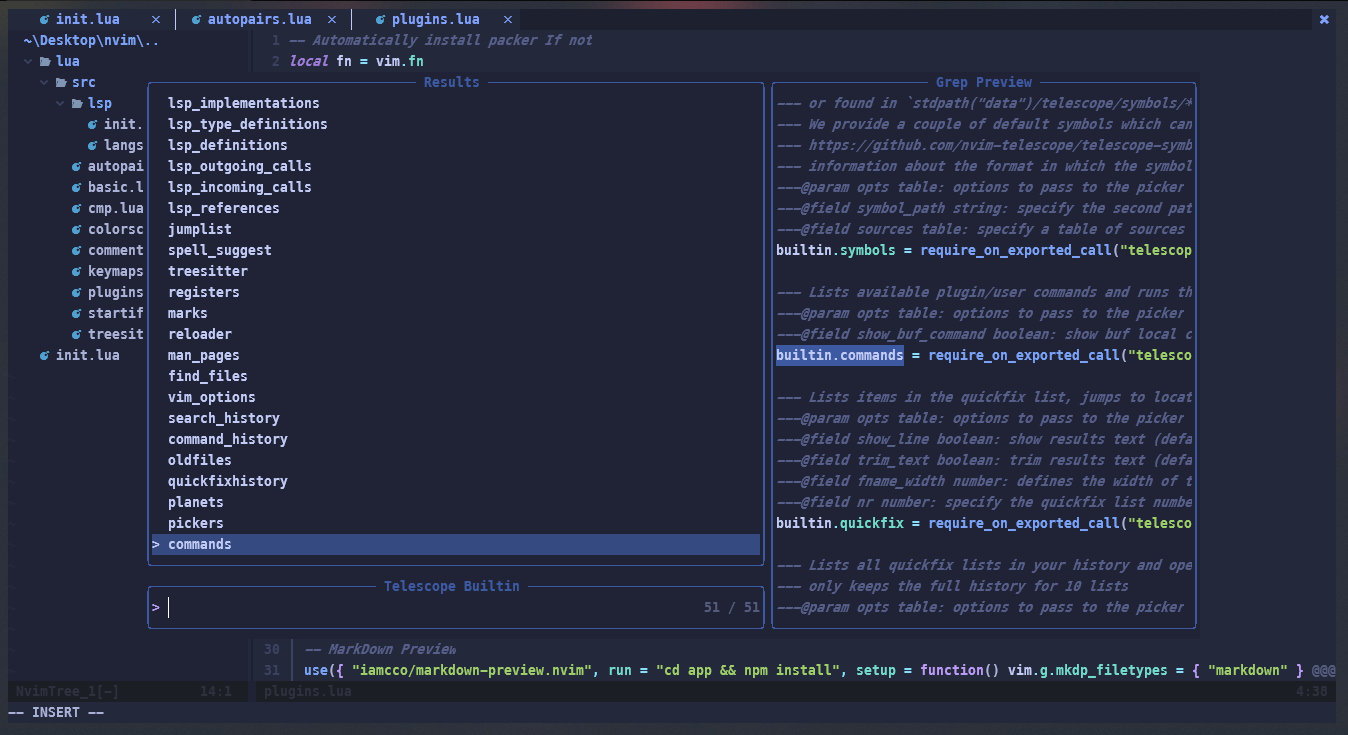 init.lua × autopairs.lua × plugins.lua × ✖
~\Desktop\nvim\..
lua
src
lsp
init.
langs
autopai
basic.l
cmp.lua
colorsc
comment
keymaps
plugins
startif
treesit
init.lua
1 -- Automatically install packer If not
2 local fn = vim.fn
Results
lsp_implementations
lsp_type_definitions
lsp_definitions
lsp_outgoing_calls
lsp_incoming_calls
lsp_references
jumplist
spell_suggest
treesitter
registers
marks
reloader
man_pages
find_files
vim_options
search_history
command_history
oldfiles
quickfixhistory
planets
pickers
> commands
Telescope Builtin
> 51 / 51
Grep Preview
--- or found in `stdpath("data")/telescope/symbols/*
--- We provide a couple of default symbols which can
--- https://github.com/nvim-telescope/telescope-symb
--- information about the format in which the symbol
---@param opts table: options to pass to the picker
---@field symbol_path string: specify the second pat
---@field sources table: specify a table of sources
builtin.symbols = require_on_exported_call("telescop
--- Lists available plugin/user commands and runs th
---@param opts table: options to pass to the picker
---@field show_buf_command boolean: show buf local c
builtin.commands = require_on_exported_call("telesco
--- Lists items in the quickfix list, jumps to locat
---@param opts table: options to pass to the picker
---@field show_line boolean: show results text (defa
---@field trim_text boolean: trim results text (defa
---@field fname_width number: defines the width of t
---@field nr number: specify the quickfix list numbe
builtin.quickfix = require_on_exported_call("telesco
--- Lists all quickfix lists in your history and ope
--- only keeps the full history for 10 lists
---@param opts table: options to pass to the picker
30 -- MarkDown Preview
31 use({ "iamcco/markdown-preview.nvim", run = "cd app && npm install", setup = function() vim.g.mkdp_filetypes = { "markdown" } @@@
NvimTree_1[-] 14:1 plugins.lua 4:38
-- INSERT --